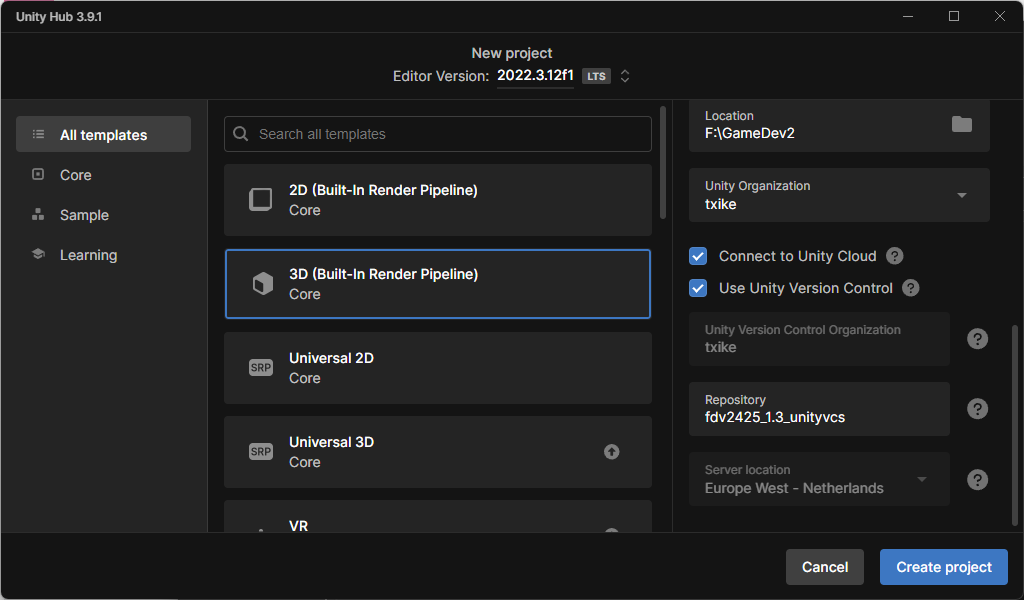 Unity Hub 3.9.1
New project
Editor Version: 2022.3.12f1 LTS
All templates
Core
Sample
Learning
Search all templates
2D (Built-In Render Pipeline)
Core
3D (Built-In Render Pipeline)
Core
SRP
Universal 2D
Core
SRP
Universal 3D
Core
VR
Location
F:\GameDev2
Unity Organization
txike
Connect to Unity Cloud ?
Use Unity Version Control ?
Unity Version Control Organization
txike
?
Repository
fdv2425_1.3_unityvcs
?
Server location
Europe West - Netherlands
?
Cancel
Create project